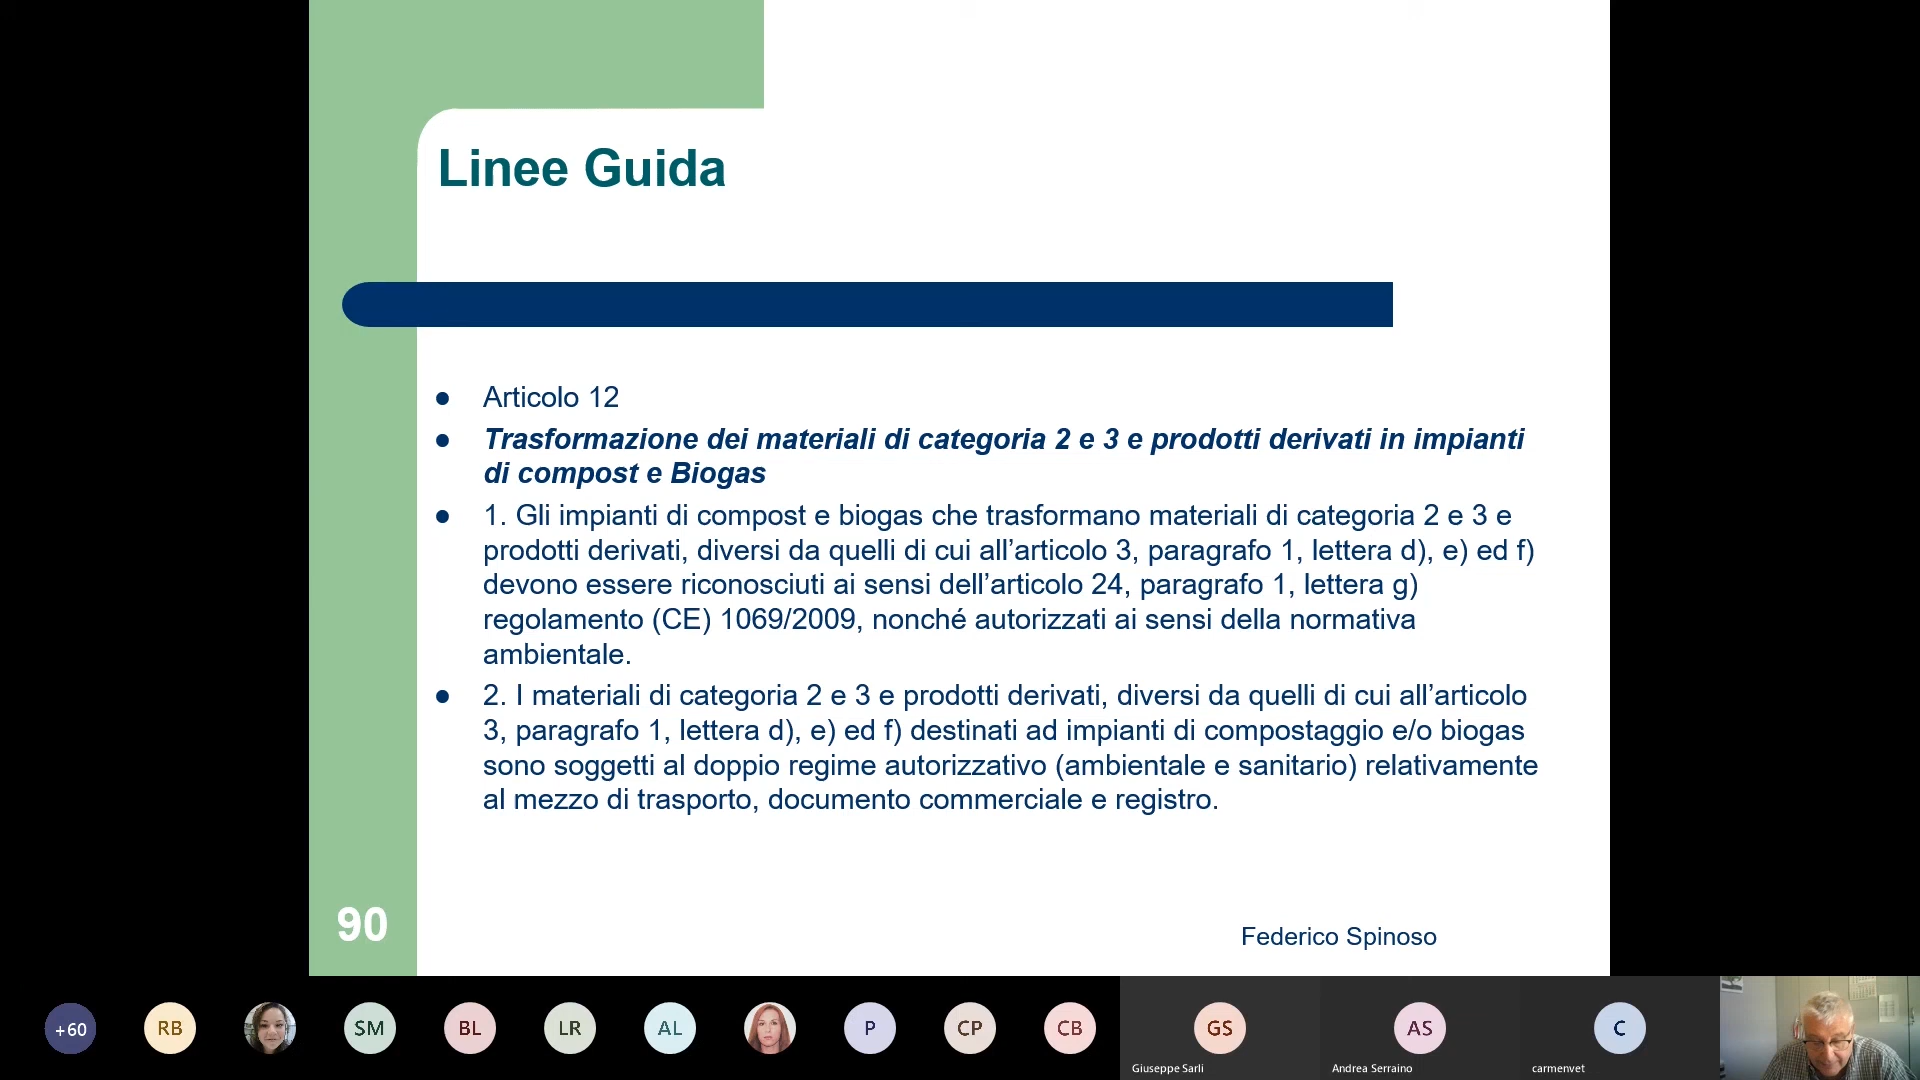 Linee Guida
Articolo 12
Trasformazione dei materiali di categoria 2 e 3 e prodotti derivati in impianti
di compost e Biogas
1. Gli impianti di compost e biogas che trasformano materiali di categoria 2 e 3 e
prodotti derivati, diversi da quelli di cui all’articolo 3, paragrafo 1, lettera d), e) ed f)
devono essere riconosciuti ai sensi dell’articolo 24, paragrafo 1, lettera g)
regolamento (CE) 1069/2009, nonché autorizzati ai sensi della normativa
ambientale.
2. I materiali di categoria 2 e 3 e prodotti derivati, diversi da quelli di cui all’articolo
3, paragrafo 1, lettera d), e) ed f) destinati ad impianti di compostaggio e/o biogas
sono soggetti al doppio regime autorizzativo (ambientale e sanitario) relativamente
al mezzo di trasporto, documento commerciale e registro.
90
Federico Spinoso
+60
RB
SM
BL
LR
AL
P
CP
CB
GS
AS
C
Giuseppe Sarli
Andrea Serraino
carmenvet